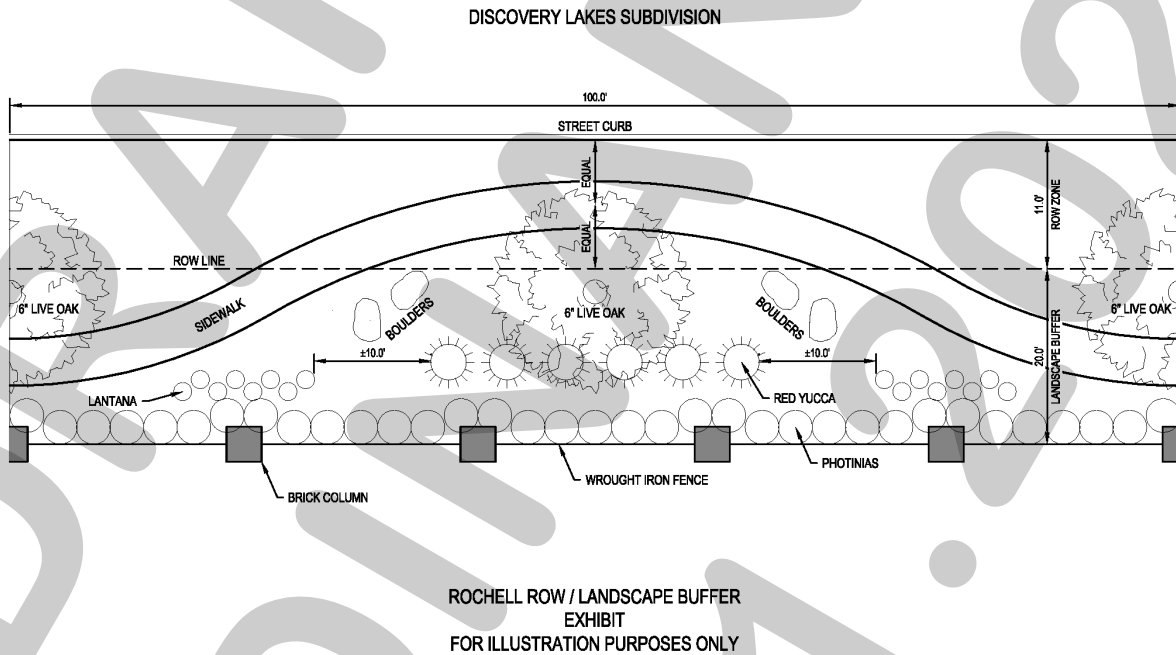 DISCOVERY LAKES SUBDIVISION
100.0'
STREET CURB
EQUAL
EQUAL
11.0'
ROW ZONE
ROW LINE
SIDEWALK
6" LIVE OAK
BOULDERS
6" LIVE OAK
BOULDERS
6" LIVE OAK
±10.0'
±10.0'
20.0'
LANDSCAPE BUFFER
LANTANA
RED YUCCA
PHOTINIAS
WROUGHT IRON FENCE
BRICK COLUMN
ROCHELL ROW / LANDSCAPE BUFFER
EXHIBIT
FOR ILLUSTRATION PURPOSES ONLY